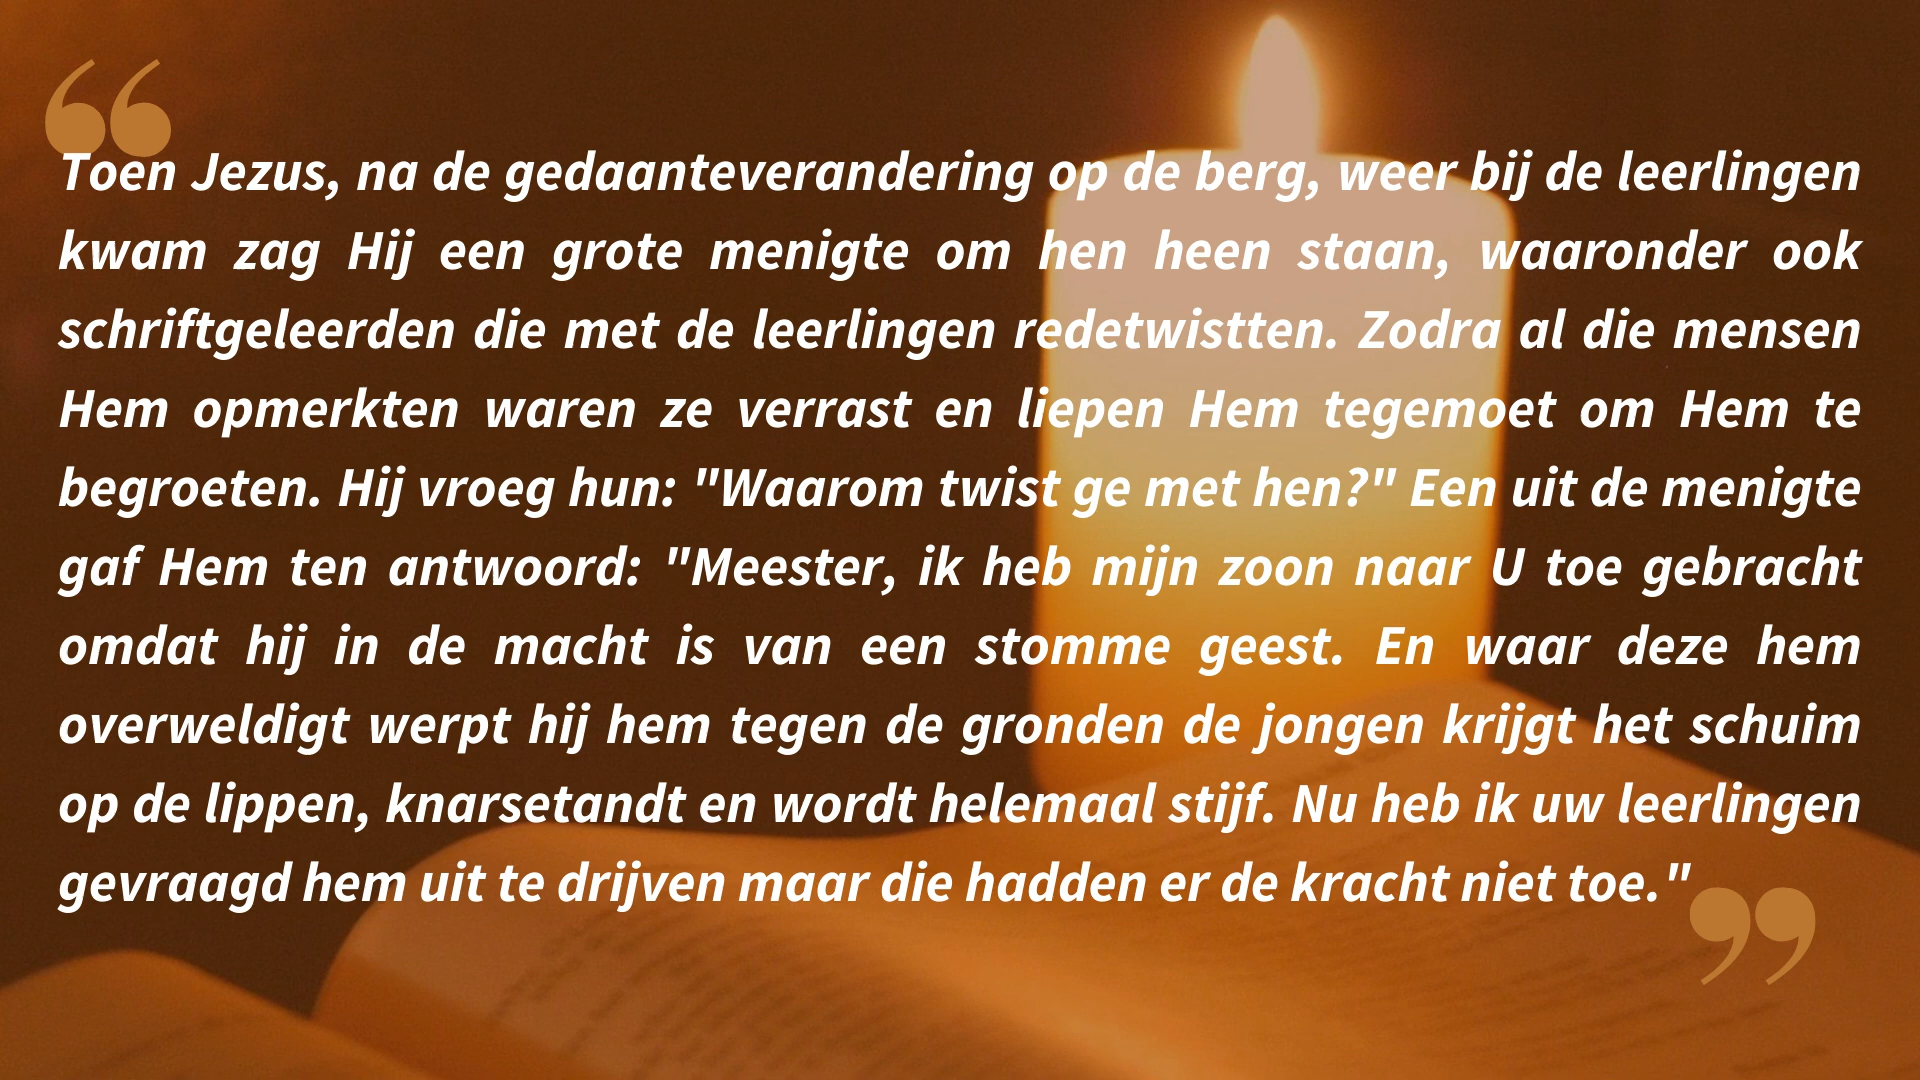 Toen Jezus, na de gedaanteverandering op de berg, weer bij de leerlingen
kwam zag Hij een grote menigte om hen heen staan, waaronder ook
schriftgeleerden die met de leerlingen redetwistten. Zodra al die mensen
Hem opmerkten waren ze verrast en liepen Hem tegemoet om Hem te
begroeten. Hij vroeg hun: "Waarom twist ge met hen?" Een uit de menigte
gaf Hem ten antwoord: "Meester, ik heb mijn zoon naar U toe gebracht
omdat hij in de macht is van een stomme geest. En waar deze hem
overweldigt werpt hij hem tegen de gronden de jongen krijgt het schuim
op de lippen, knarsetandt en wordt helemaal stijf. Nu heb ik uw leerlingen
gevraagd hem uit te drijven maar die hadden er de kracht niet toe."